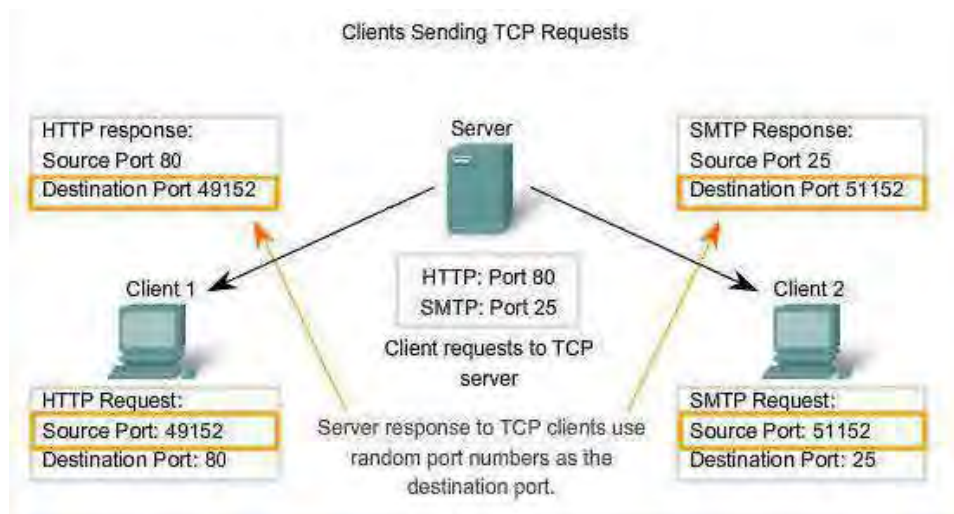 Clients Sending TCP Requests
HTTP response:
Source Port 80
Destination Port 49152
Server
SMTP Response:
Source Port 25
Destination Port 51152
HTTP: Port 80
SMTP: Port 25
Client 1
Client 2
Client requests to TCP
server
HTTP Request:
Source Port: 49152
Destination Port: 80
Server response to TCP clients use
random port numbers as the
destination port.
SMTP Request:
Source Port: 51152
Destination Port: 25